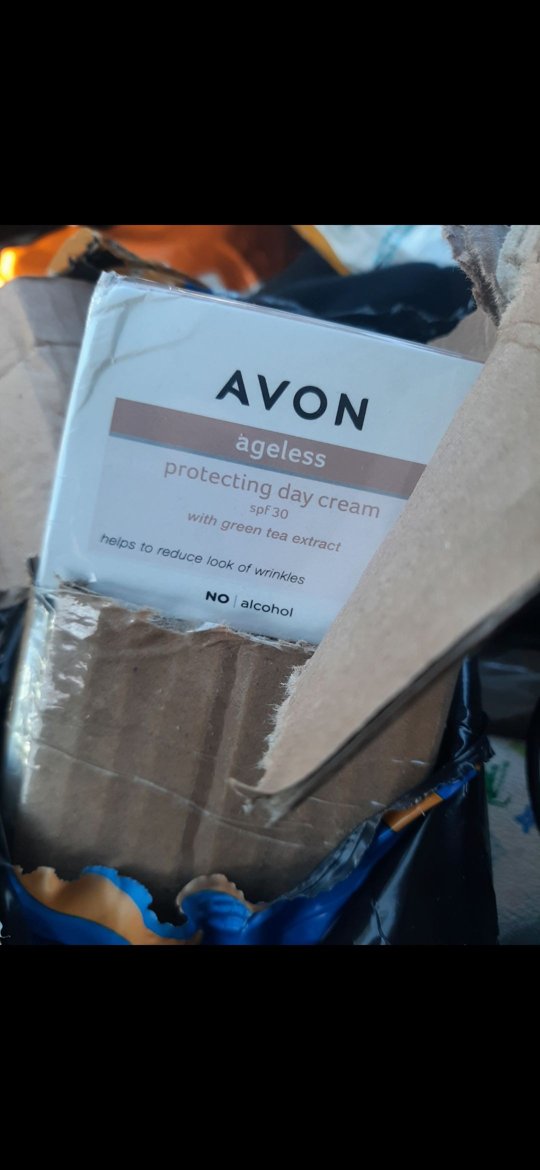 AVON
ageless
protecting day cream
spf 30
with green tea extract
helps to reduce look of wrinkles
NO | alcohol